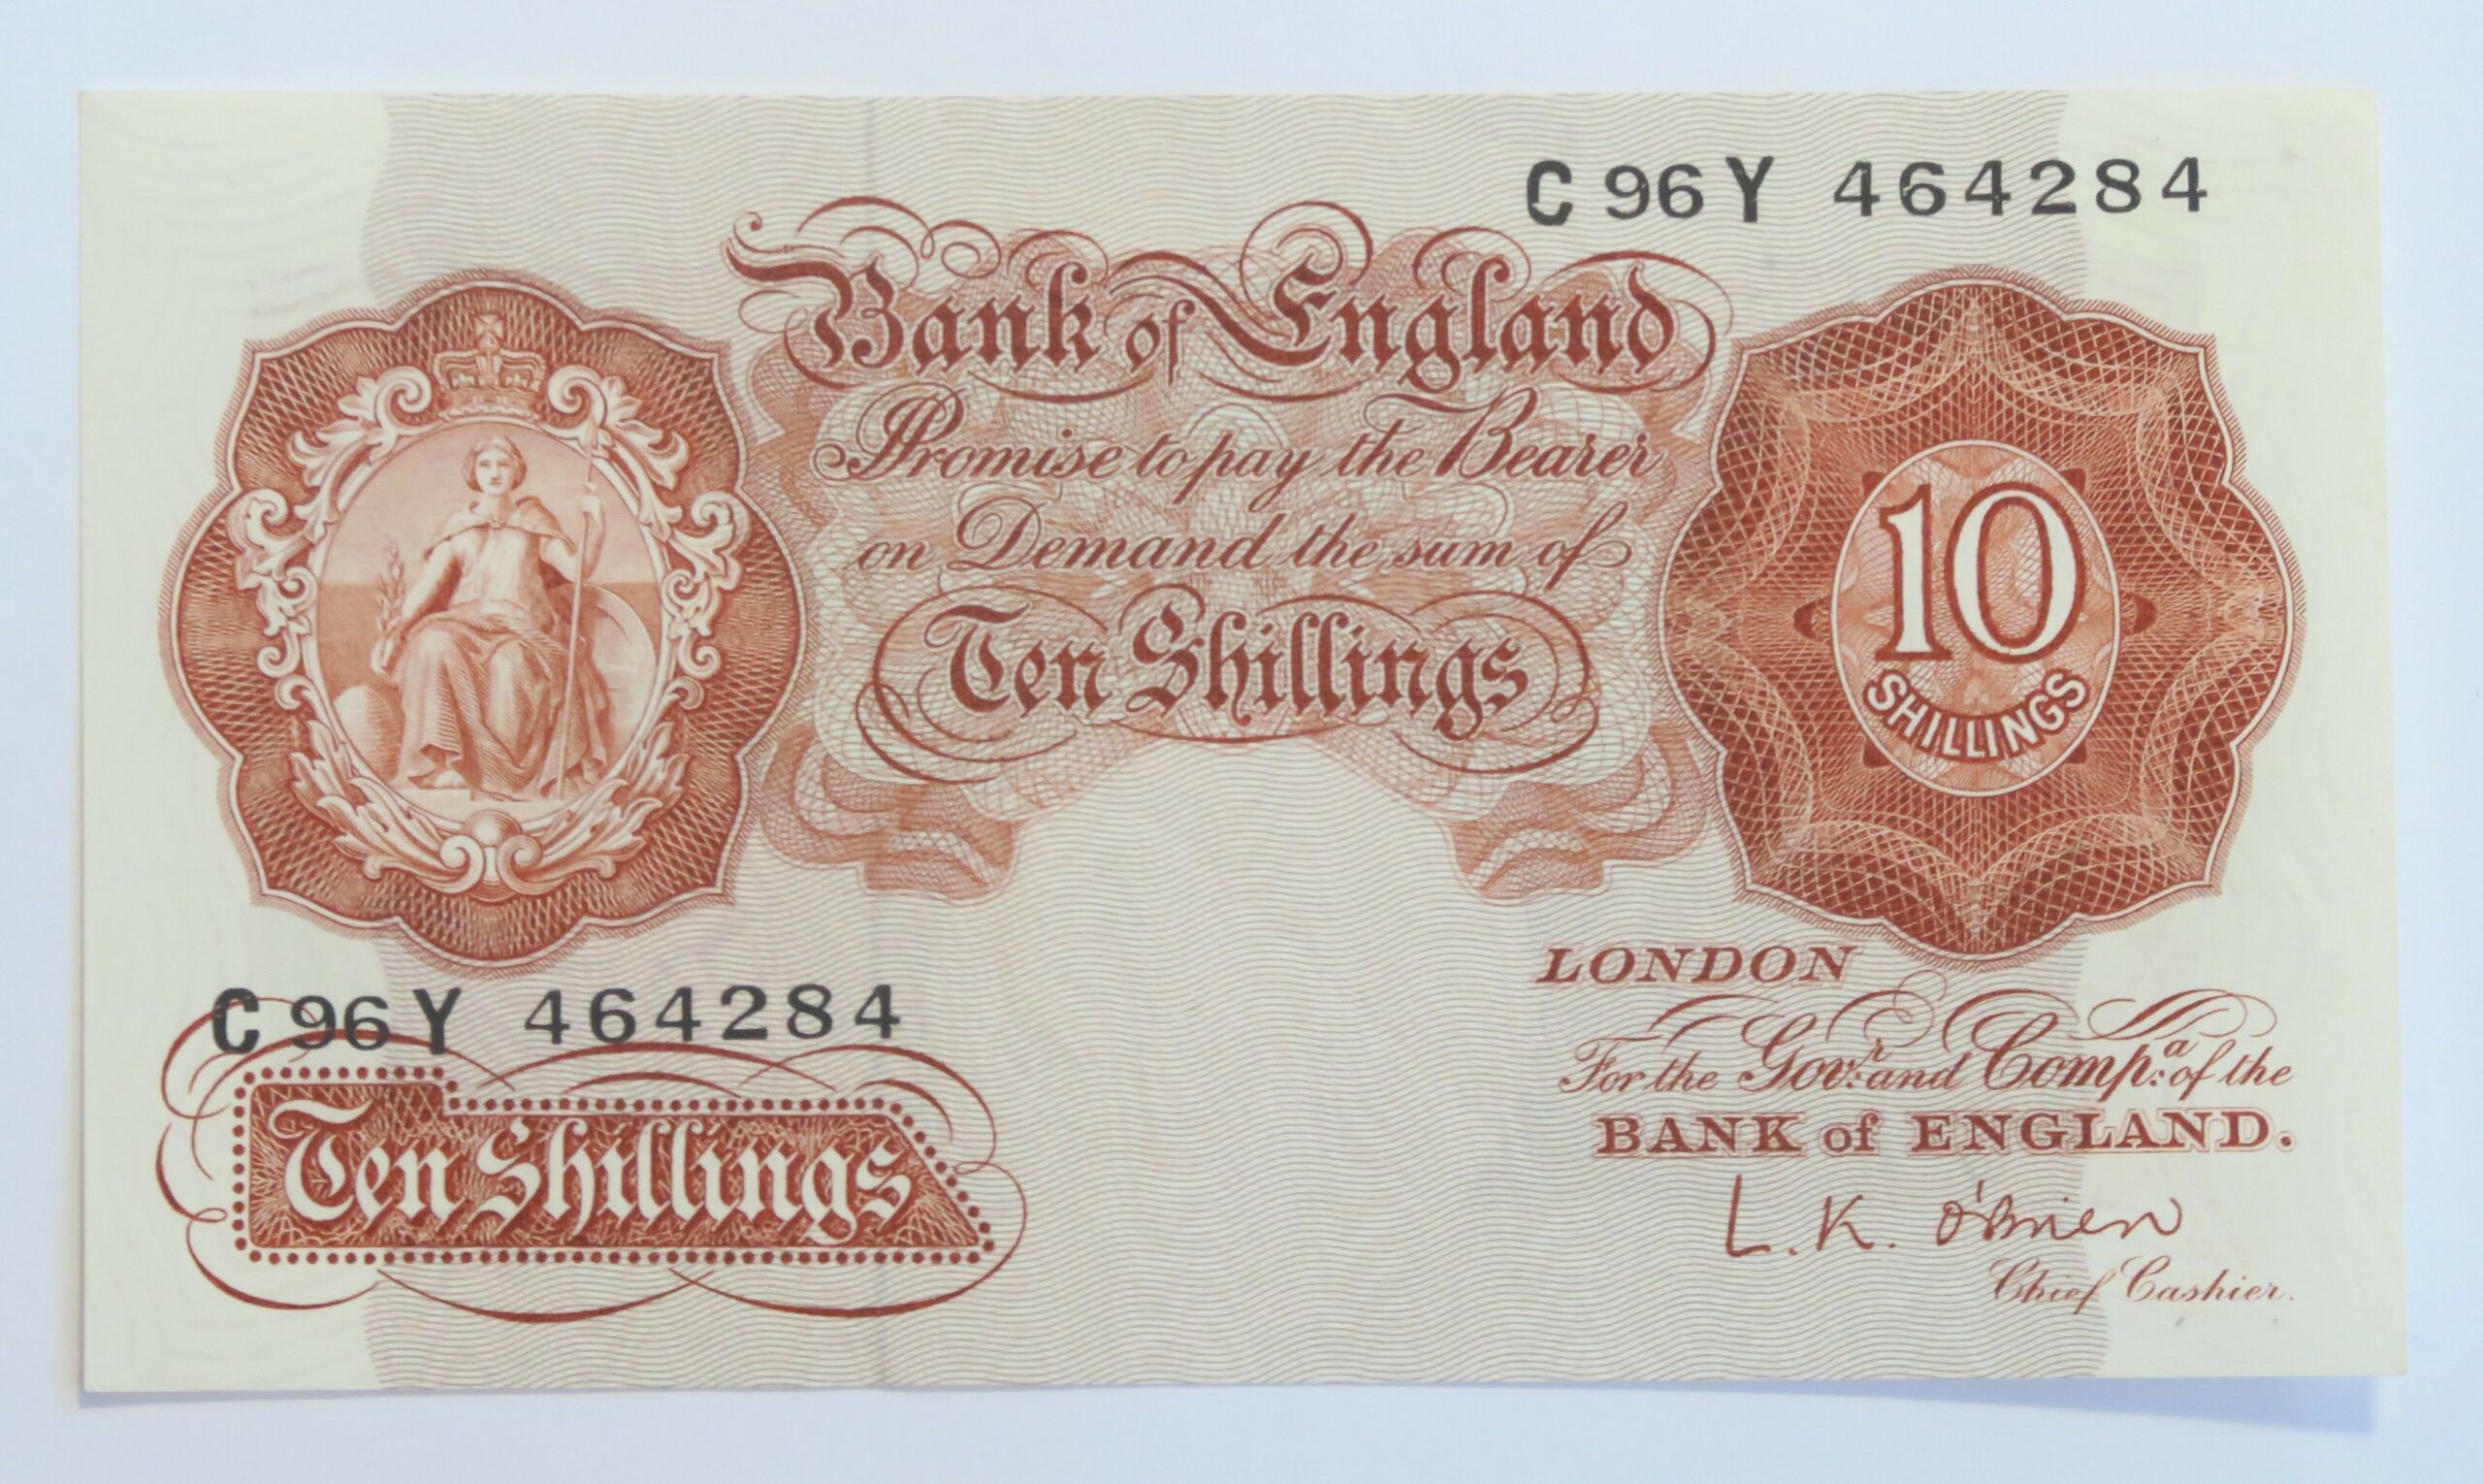 C 96 Y 464284
Bank of England
Promise to pay the Bearer
on Demand the sum of
Ten Shillings
10
SHILLINGS
C 96 Y 464284
Ten Shillings
LONDON
For the Govr. and Compa. of the
BANK of ENGLAND.
L. K. O'Brien
Chief Cashier.